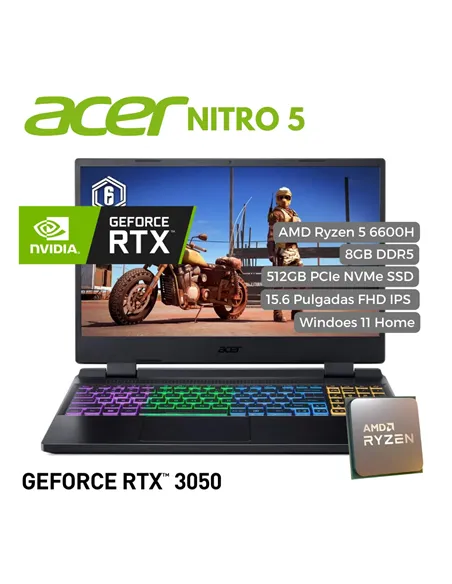 acer NITRO 5
NVIDIA
GEFORCE
RTX™
AMD Ryzen 5 6600H
8GB DDR5
512GB PCIe NVMe SSD
15.6 Pulgadas FHD IPS
Windoes 11 Home
acer
AMD
RYZEN
GEFORCE RTX™ 3050